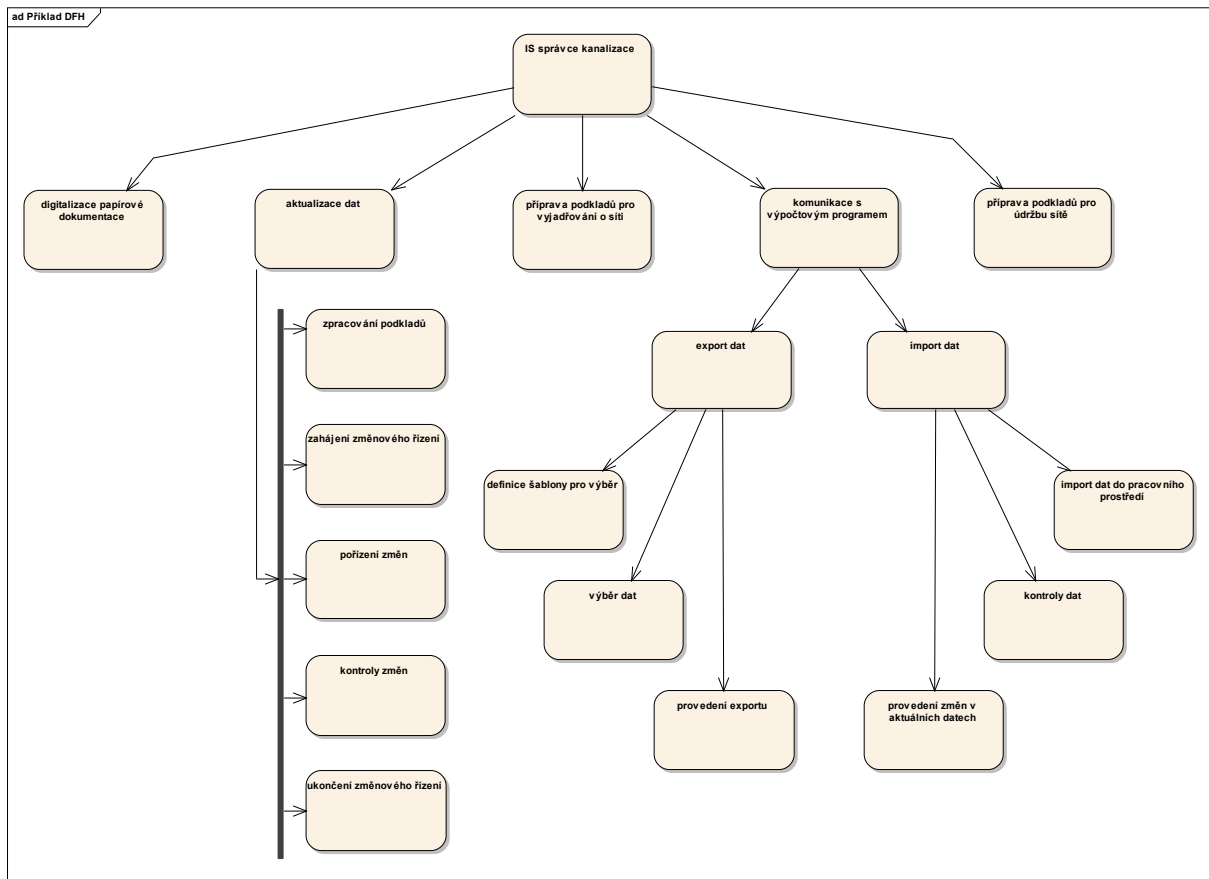 ad Příklad DFH
IS správce kanalizace
digitalizace papírové
dokumentace
aktualizace dat
příprava podkladů pro
vyjadřování o síti
komunikace s
výpočtovým programem
příprava podkladů pro
údržbu sítě
zpracování podkladů
zahájení změnového řízení
pořízení změn
kontroly změn
ukončení změnového řízení
export dat
import dat
definice šablony pro výběr
výběr dat
provedení exportu
import dat do pracovního
prostředí
kontroly dat
provedení změn v
aktuálních datech